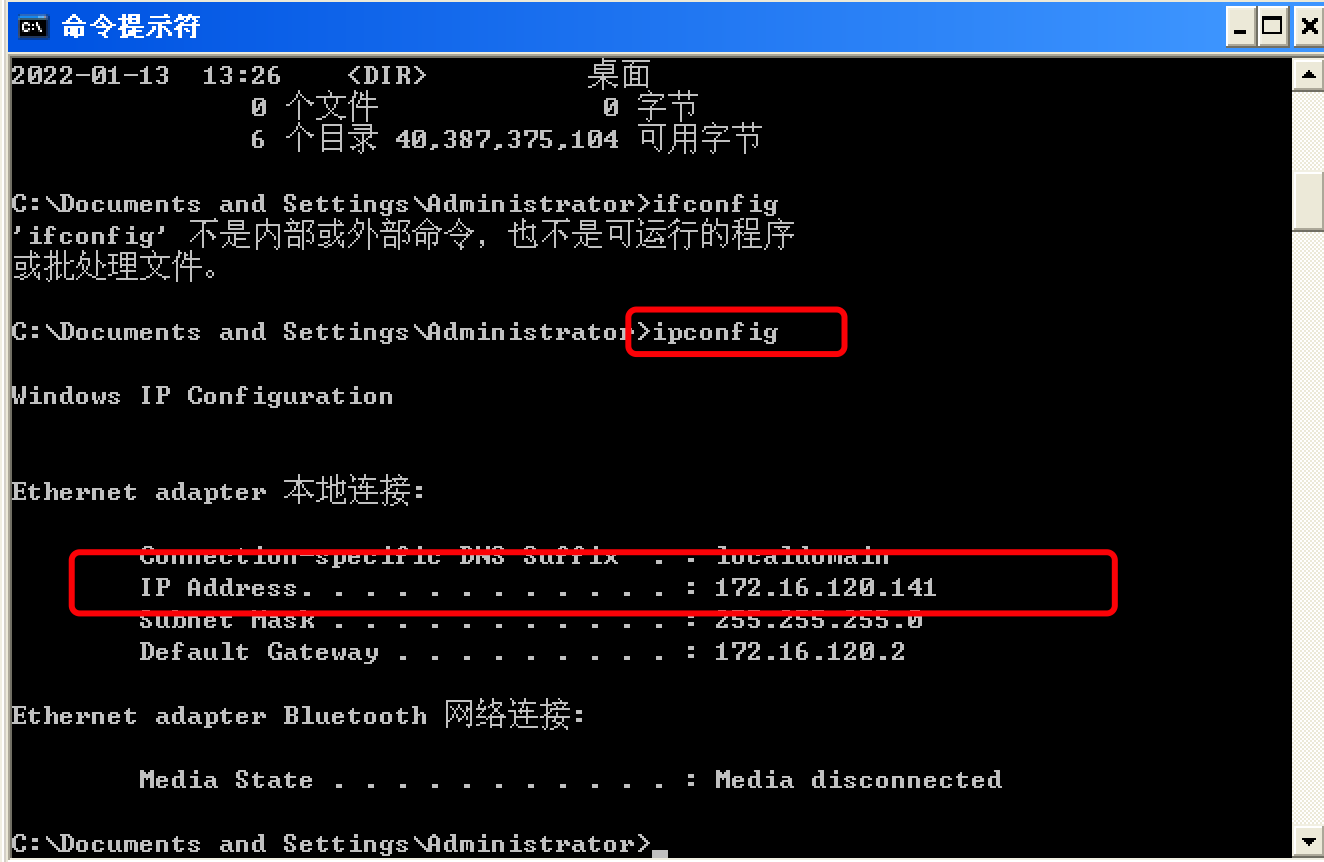 命令提示符
2022-01-13  13:26    <DIR>          桌面
               0 个文件              0 字节
               6 个目录 40,387,375,104 可用字节
C:\Documents and Settings\Administrator>ifconfig
'ifconfig' 不是内部或外部命令，也不是可运行的程序
或批处理文件。
C:\Documents and Settings\Administrator>ipconfig
Windows IP Configuration
Ethernet adapter 本地连接:
        Connection-specific DNS Suffix  . : localdomain
        IP Address. . . . . . . . . . . . : 172.16.120.141
        Subnet Mask . . . . . . . . . . . : 255.255.255.0
        Default Gateway . . . . . . . . . : 172.16.120.2
Ethernet adapter Bluetooth 网络连接:
        Media State . . . . . . . . . . . : Media disconnected
C:\Documents and Settings\Administrator>